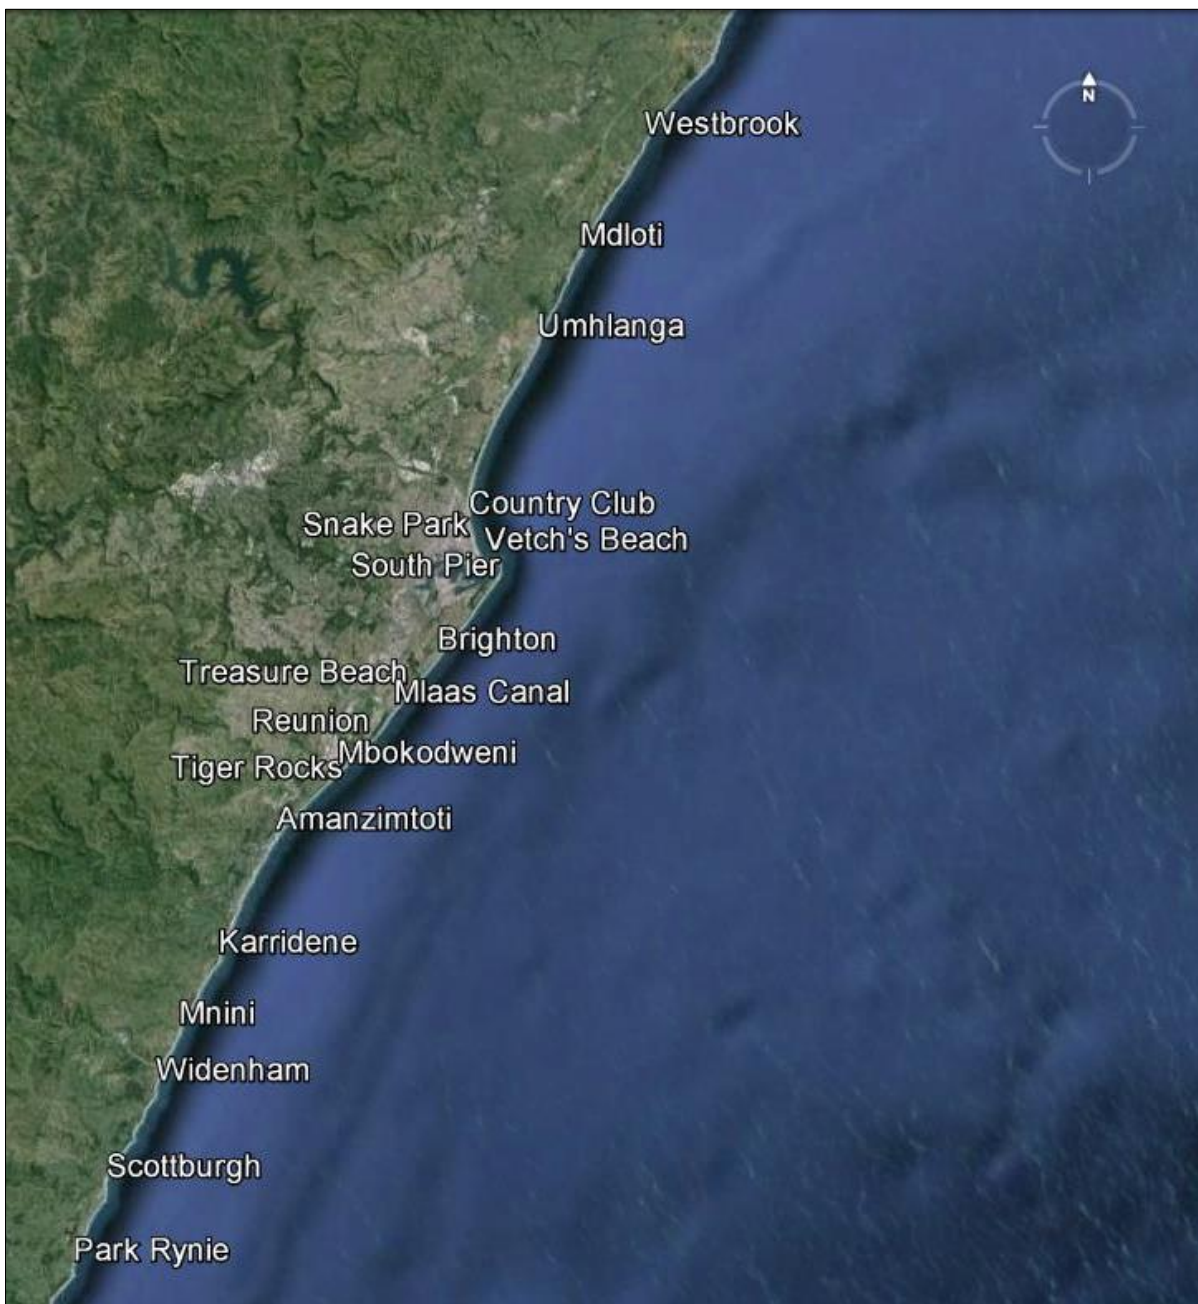 N
Westbrook
Mdloti
Umhlanga
Country Club
Snake Park
Vetch's Beach
South Pier
Brighton
Treasure Beach
Mlaas Canal
Reunion
Mbokodweni
Tiger Rocks
Amanzimtoti
Karridene
Mnini
Widenham
Scottburgh
Park Rynie